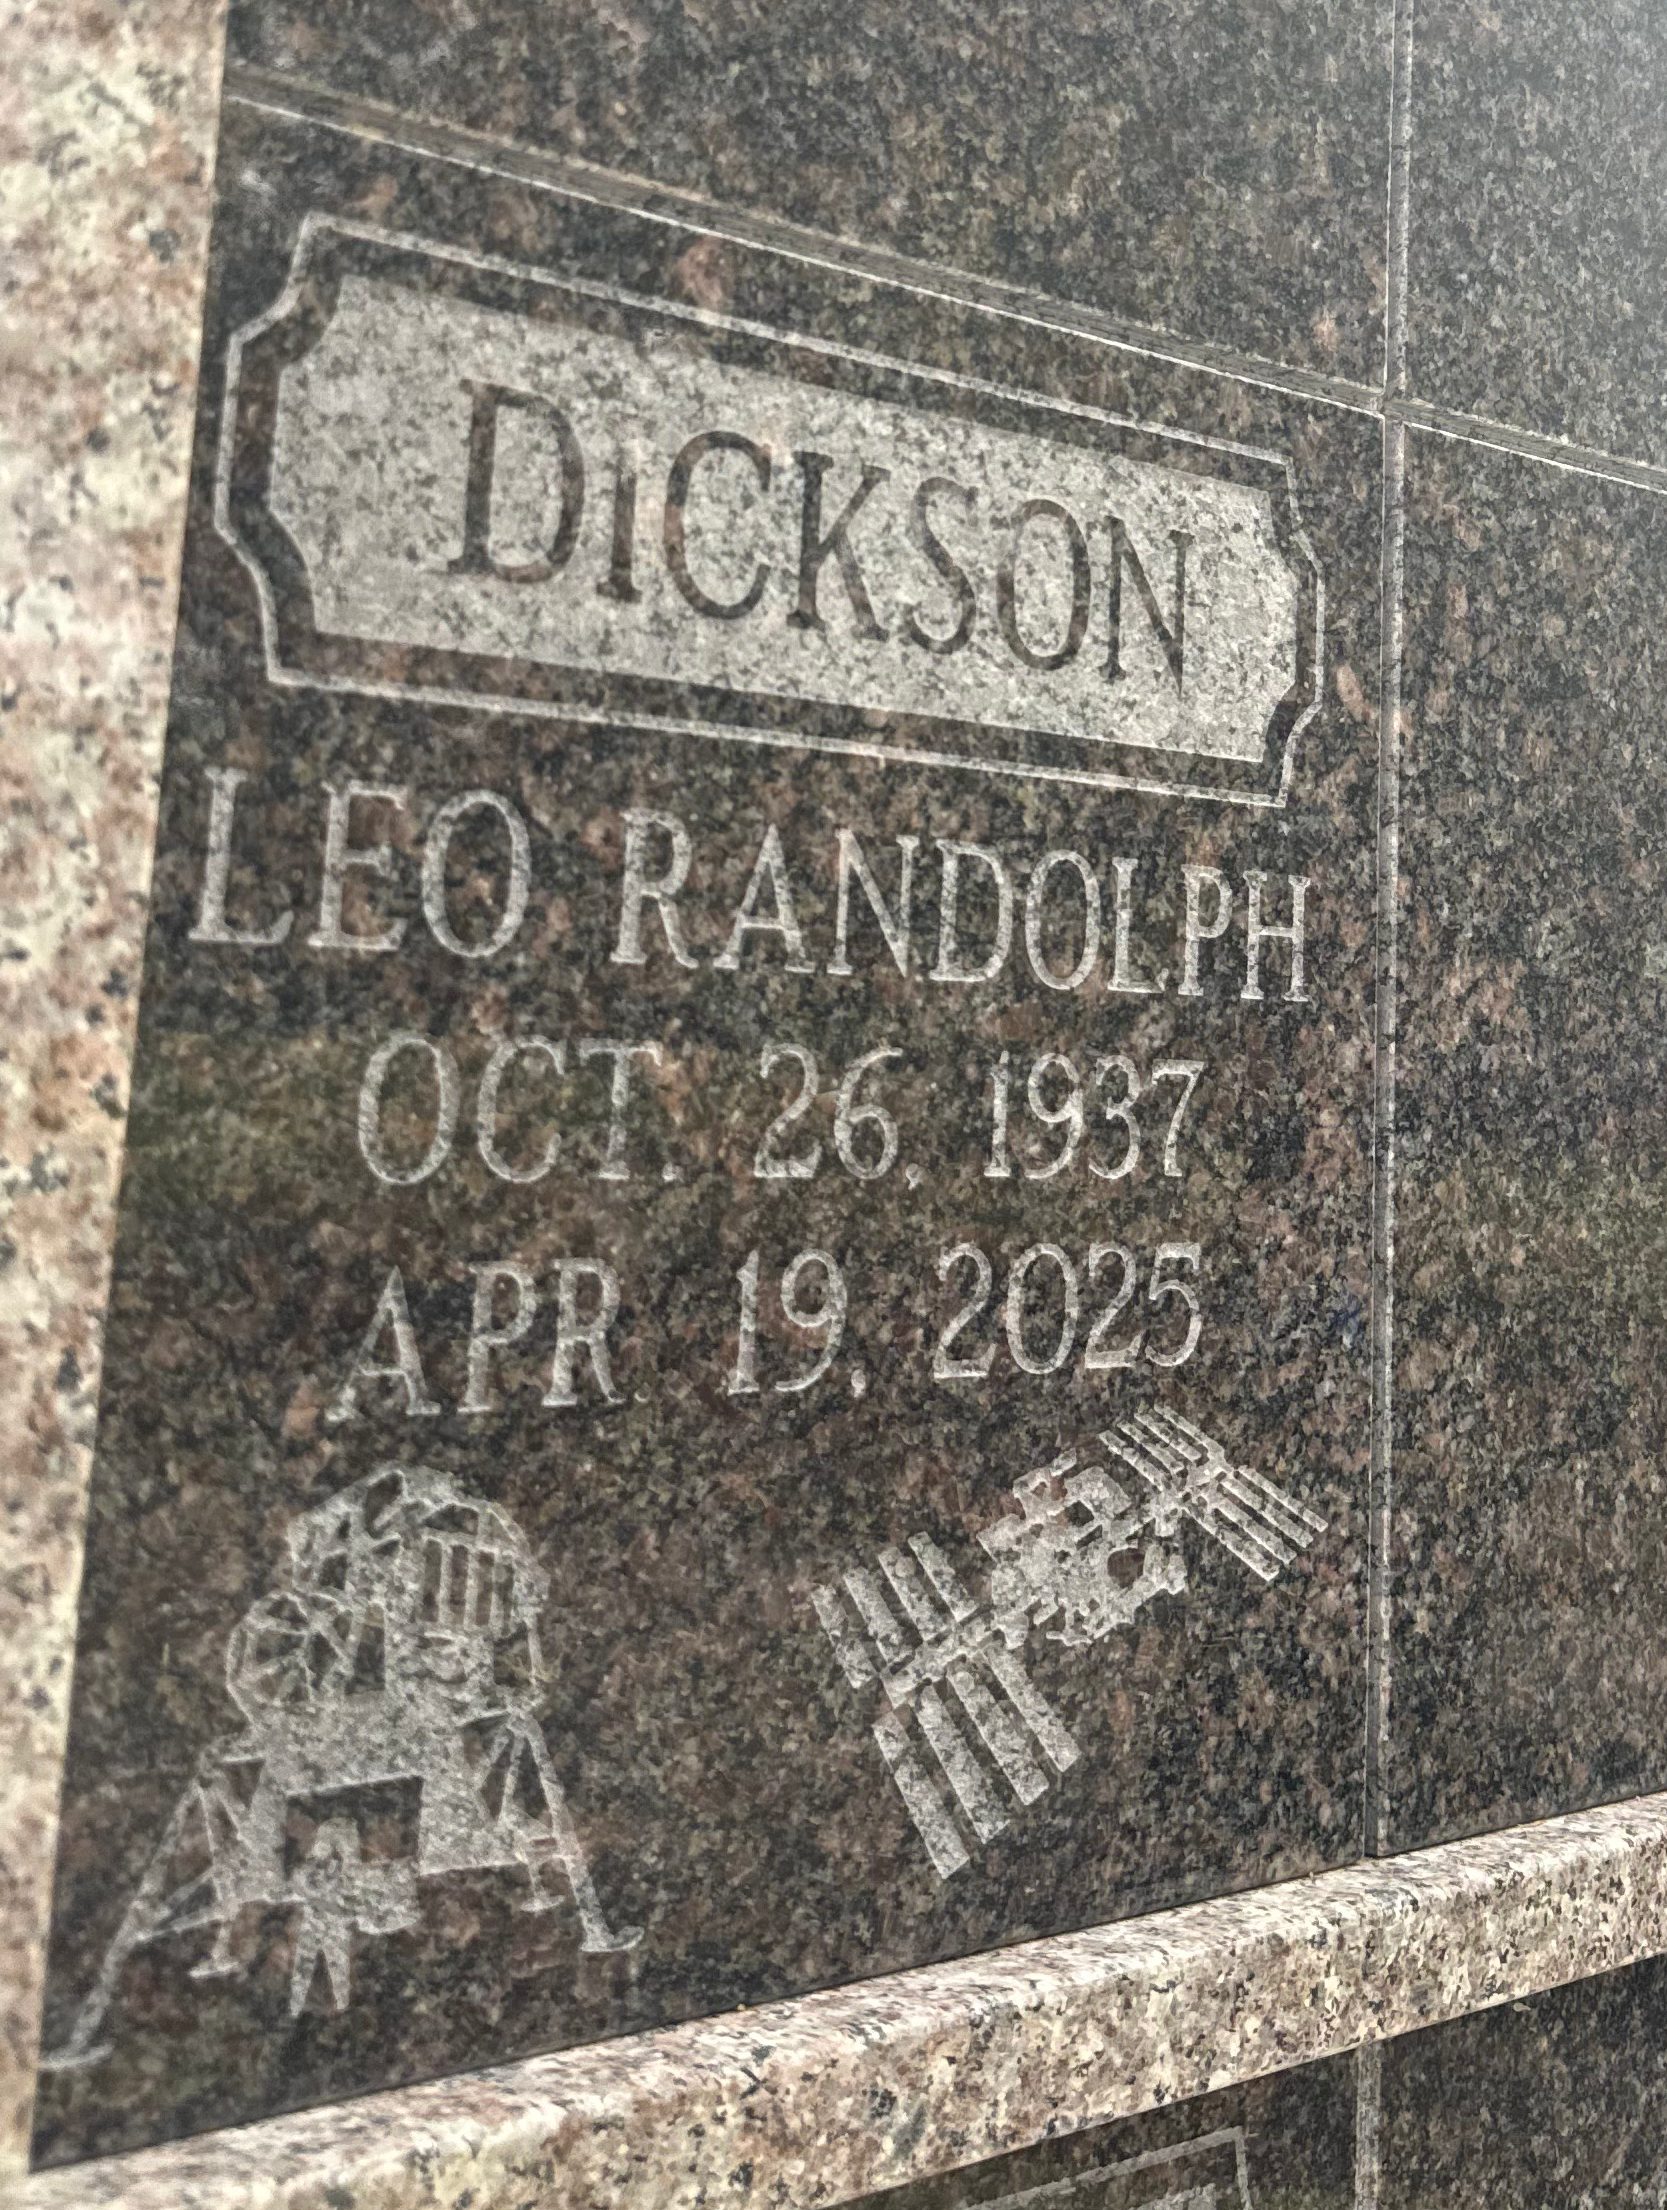 DICKSON
LEO RANDOLPH
OCT. 26, 1937
APR. 19, 2025